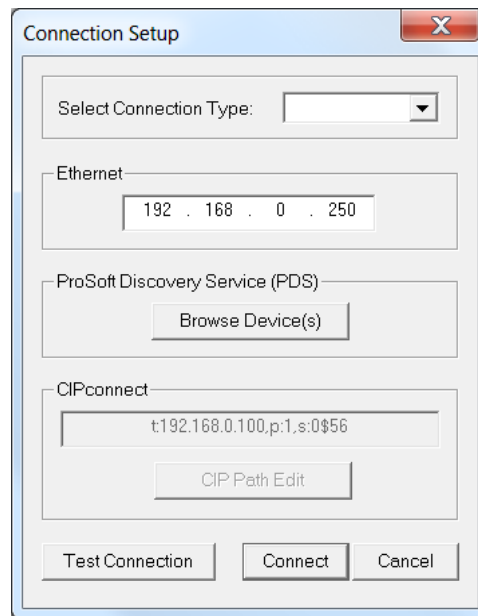 Connection Setup
Select Connection Type:
Ethernet
192 . 168 . 0 . 250
ProSoft Discovery Service (PDS)
Browse Device(s)
CIPconnect
t:192.168.0.100,p:1,s:0$56
CIP Path Edit
Test Connection Connect Cancel